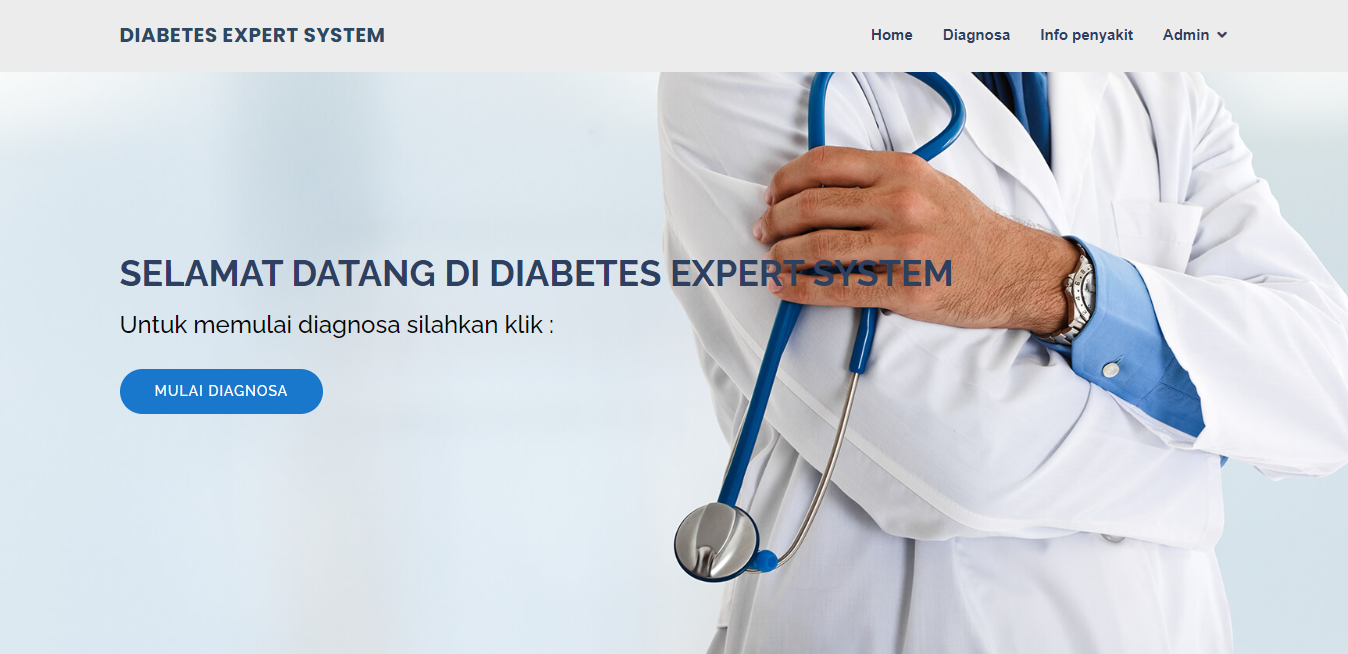 DIABETES EXPERT SYSTEM
Home Diagnosa Info penyakit Admin
SELAMAT DATANG DI DIABETES EXPERT SYSTEM
Untuk memulai diagnosa silahkan klik :
MULAI DIAGNOSA